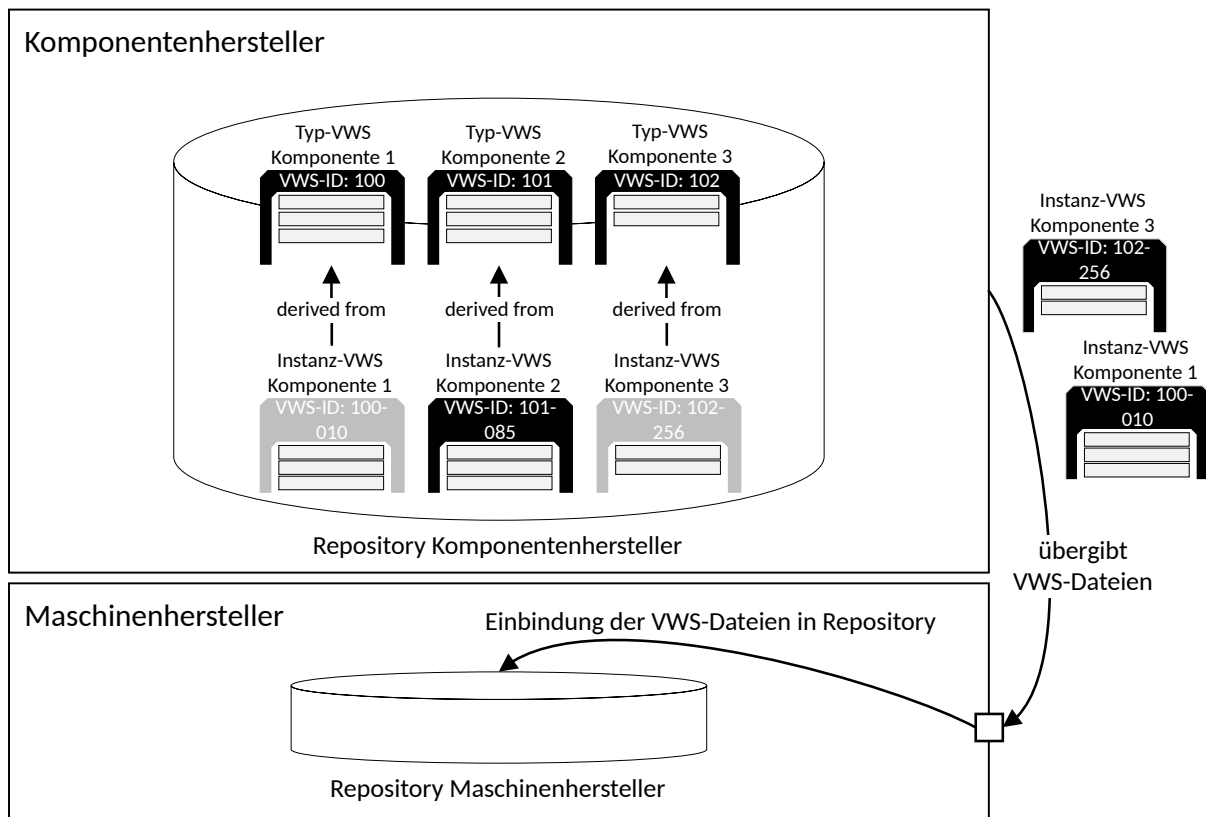 Komponentenhersteller
Typ-VWS
Komponente 1
VWS-ID: 100
Typ-VWS
Komponente 2
VWS-ID: 101
Typ-VWS
Komponente 3
VWS-ID: 102
derived from
derived from
derived from
Instanz-VWS
Komponente 1
VWS-ID: 100-
010
Instanz-VWS
Komponente 2
VWS-ID: 101-
085
Instanz-VWS
Komponente 3
VWS-ID: 102-
256
Repository Komponentenhersteller
Instanz-VWS
Komponente 3
VWS-ID: 102-
256
Instanz-VWS
Komponente 1
VWS-ID: 100-
010
übergibt
VWS-Dateien
Maschinenhersteller
Einbindung der VWS-Dateien in Repository
Repository Maschinenhersteller